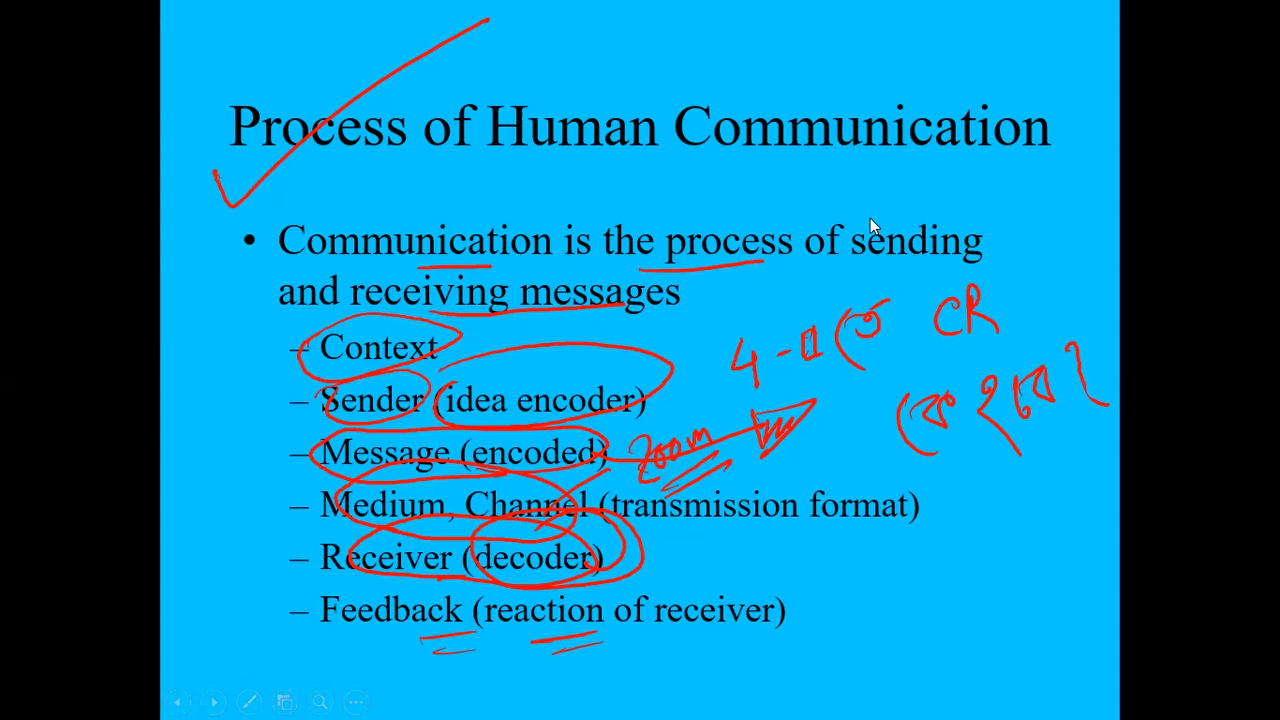 Process of Human Communication
• Communication is the process of sending
and receiving messages
– Context
– Sender (idea encoder)
– Message (encoded)
– Medium, Channel (transmission format)
– Receiver (decoder)
– Feedback (reaction of receiver)
CR
Zoom